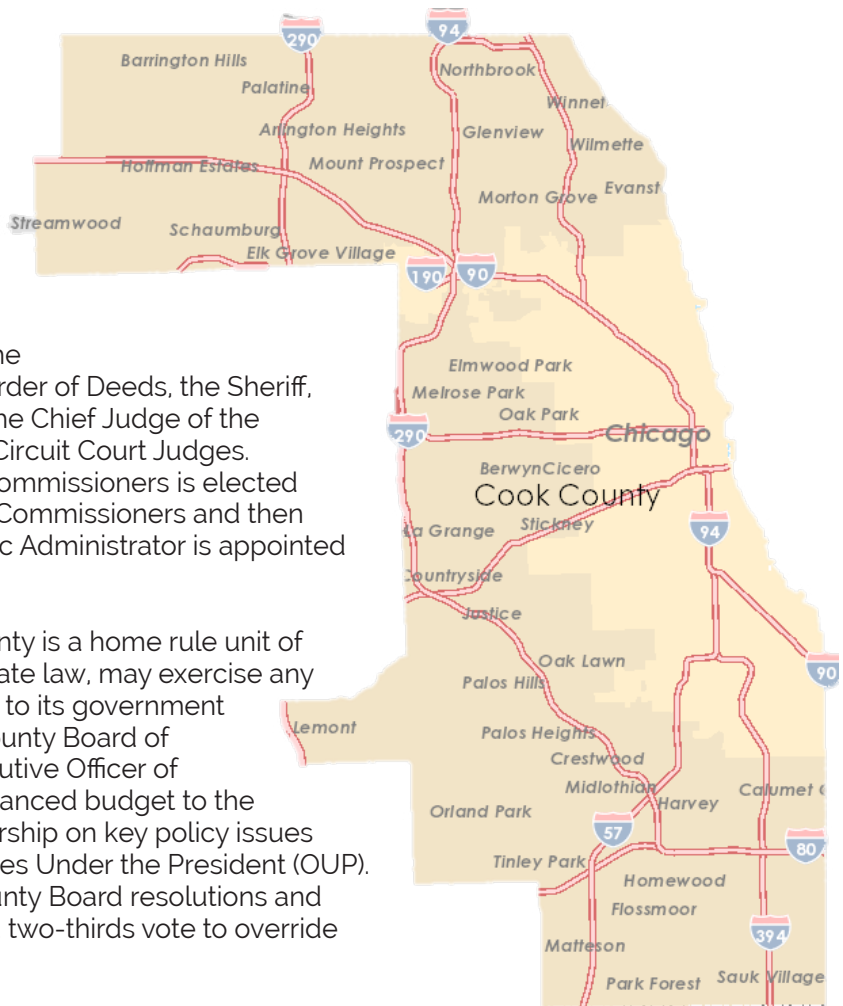 290
94
Barrington Hills
Northbrook
Palatine
Winnet
Arlington Heights
Glenview
Wilmette
Hoffman Estates
Mount Prospect
Morton Grove
Evanst
Streamwood
Schaumburg
Elk Grove Village
190
90
ne
rder of Deeds, the Sheriff,
he Chief Judge of the
Circuit Court Judges.
ommissioners is elected
Commissioners and then
c Administrator is appointed
Elmwood Park
Melrose Park
Oak Park
290
Chicago
Berwyn
Cicero
Cook County
La Grange
Stickney
94
Countryside
Justice
nty is a home rule unit of
ate law, may exercise any
to its government
ounty Board of
utive Officer of
anced budget to the
rship on key policy issues
es Under the President (OUP).
unty Board resolutions and
two-thirds vote to override
Oak Lawn
90
Palos Hills
Lemont
Palos Heights
Crestwood
Midlothian
Calumet C
Harvey
Orland Park
57
80
Tinley Park
Homewood
Flossmoor
394
Matteson
Park Forest
Sauk Village